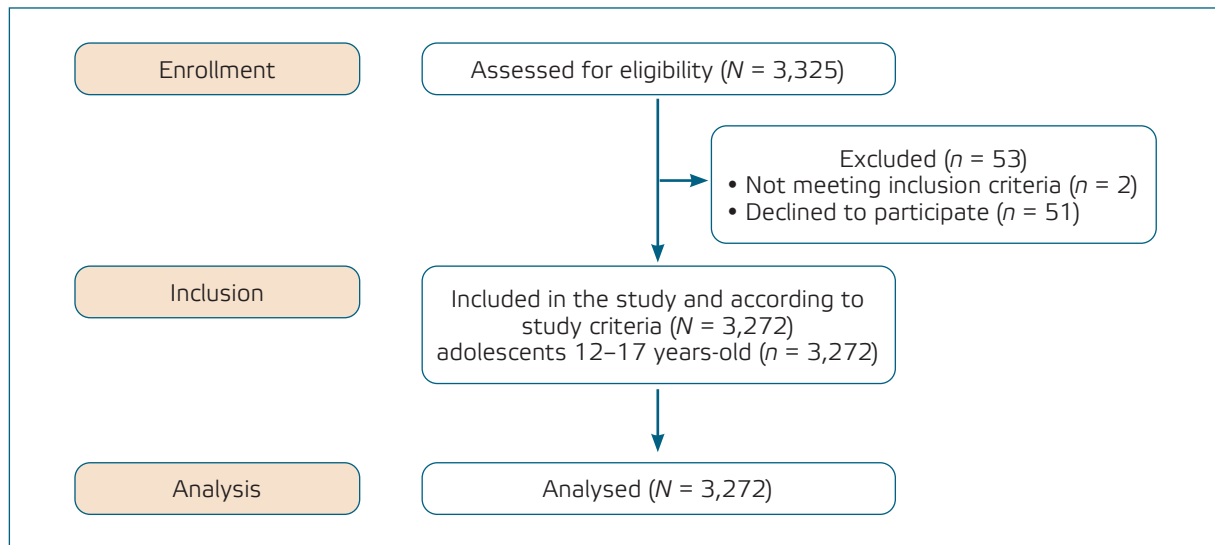 Enrollment
Assessed for eligibility (N = 3,325)
Excluded (n = 53)
• Not meeting inclusion criteria (n = 2)
• Declined to participate (n = 51)
Inclusion
Included in the study and according to
study criteria (N = 3,272)
adolescents 12–17 years-old (n = 3,272)
Analysis
Analysed (N = 3,272)